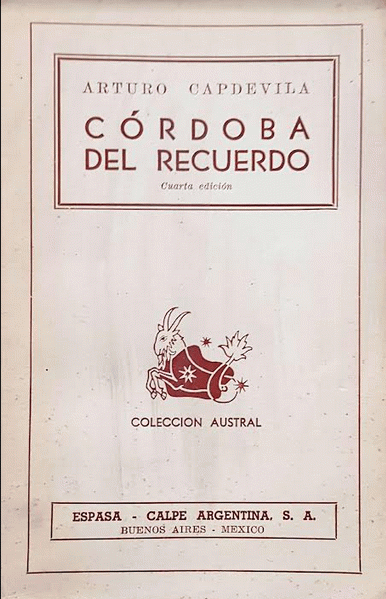 ARTURO CAPDEVILA
CÓRDOBA
DEL RECUERDO
Cuarta edición
COLECCION AUSTRAL
ESPASA - CALPE ARGENTINA, S. A.
BUENOS AIRES - MEXICO